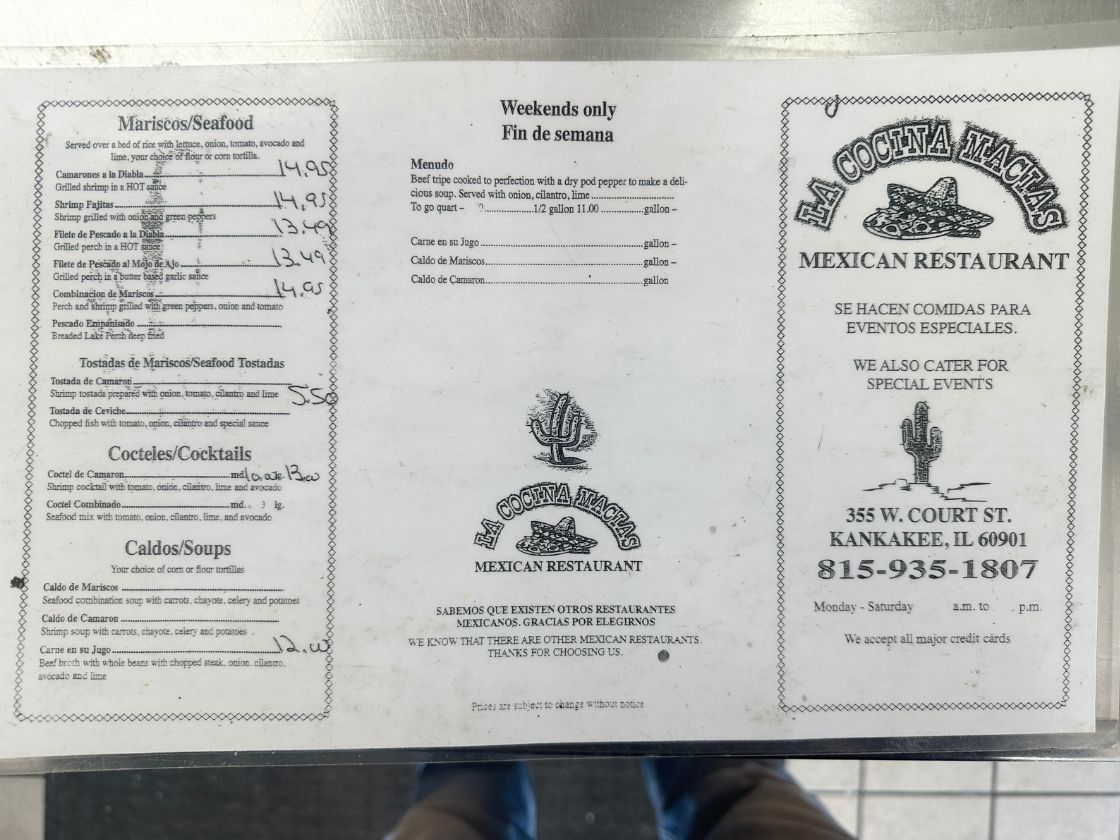 Mariscos/Seafood
Served over a bed of rice with lettuce, onion, tomato, avocado and
lime, your choice of flour or corn tortilla.
Camarones a la Diabla 14.95
Grilled shrimp in a HOT sauce
Shrimp Fajitas 14.95
Shrimp grilled with onion and green peppers
Filete de Pescado a la Diabla 13.49
Grilled perch in a HOT sauce
Filete de Pescado al Mojo de Ajo 13.49
Grilled perch in a butter based garlic sauce
Combinacion de Mariscos 14.95
Perch and shrimp grilled with green peppers, onion and tomato
Pescado Empanisado
Breaded Lake Perch deep fried
Tostadas de Mariscos/Seafood Tostadas
Tostada de Camaron
Shrimp tostada prepared with onion, tomato, cilantro and lime 5.50
Tostada de Ceviche
Chopped fish with tomato, onion, cilantro and special sauce
Cocteles/Cocktails
Coctel de Camaron md 13.00
Shrimp cocktail with tomato, onion, cilantro, lime and avocado
Coctel Combinado md. lg.
Seafood mix with tomato, onion, cilantro, lime, and avocado
Caldos/Soups
Your choice of corn or flour tortillas
Caldo de Mariscos
Seafood combination soup with carrots, chayote, celery and potatoes
Caldo de Camaron
Shrimp soup with carrots, chayote, celery and potatoes .
Carne en su Jugo 12.00
Beef broth with whole beans with chopped steak, onion, cilantro,
avocado and lime
Weekends only
Fin de semana
Menudo
Beef tripe cooked to perfection with a dry pod pepper to make a deli-
cious soup. Served with onion, cilantro, lime
To go quart – 1/2 gallon 11.00 gallon –
Carne en su Jugo gallon –
Caldo de Mariscos gallon –
Caldo de Camaron gallon
LA COCINA MACIAS
MEXICAN RESTAURANT
SABEMOS QUE EXISTEN OTROS RESTAURANTES
MEXICANOS. GRACIAS POR ELEGIRNOS
WE KNOW THAT THERE ARE OTHER MEXICAN RESTAURANTS.
THANKS FOR CHOOSING US.
Prices are subject to change without notice
LA COCINA MACIAS
MEXICAN RESTAURANT
SE HACEN COMIDAS PARA
EVENTOS ESPECIALES.
WE ALSO CATER FOR
SPECIAL EVENTS
355 W. COURT ST.
KANKAKEE, IL 60901
815-935-1807
Monday - Saturday a.m. to p.m.
We accept all major credit cards